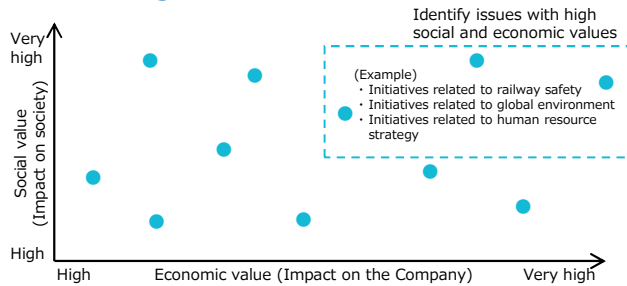 Identify issues with high
social and economic values
Very
high
(Example)
・Initiatives related to railway safety
・Initiatives related to global environment
・Initiatives related to human resource
strategy
Social value
(Impact on society)
High
High
Economic value (Impact on the Company)
Very high